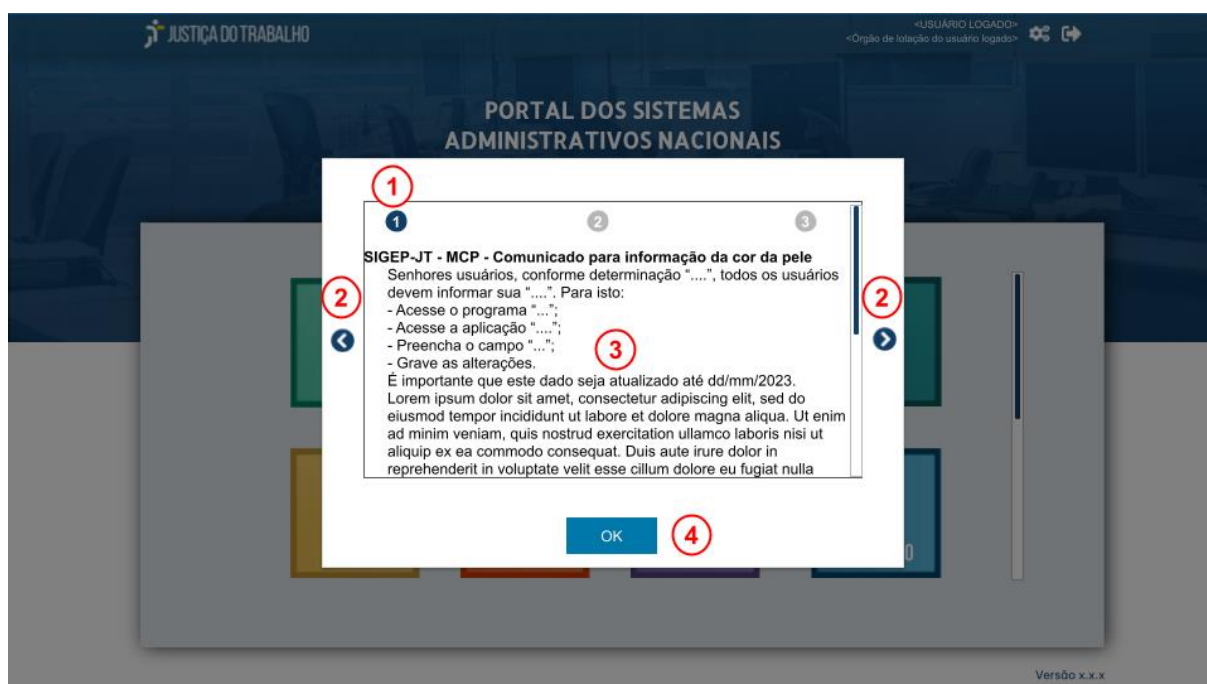 JUSTIÇA DO TRABALHO
<USUÁRIO LOGADO>
<Órgão de lotação do usuário logado>
PORTAL DOS SISTEMAS
ADMINISTRATIVOS NACIONAIS
1
1 2 3
SIGEP-JT - MCP - Comunicado para informação da cor da pele
Senhores usuários, conforme determinação “....”, todos os usuários
devem informar sua “....”. Para isto:
- Acesse o programa “...”;
- Acesse a aplicação “....”;
- Preencha o campo “...”;
- Grave as alterações.
É importante que este dado seja atualizado até dd/mm/2023.
Lorem ipsum dolor sit amet, consectetur adipiscing elit, sed do
eiusmod tempor incididunt ut labore et dolore magna aliqua. Ut enim
ad minim veniam, quis nostrud exercitation ullamco laboris nisi ut
aliquip ex ea commodo consequat. Duis aute irure dolor in
reprehenderit in voluptate velit esse cillum dolore eu fugiat nulla
2
2
3
OK
4
Versão x.x.x